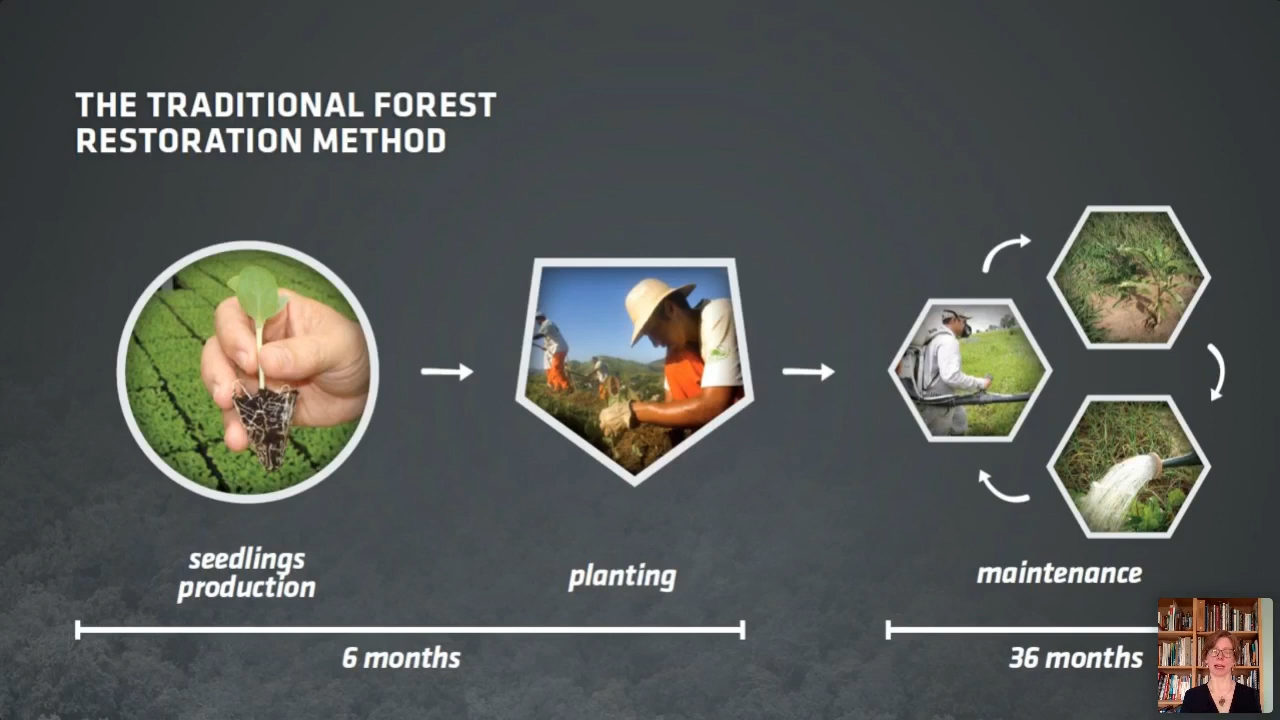 THE TRADITIONAL FOREST
RESTORATION METHOD
seedlings
production
planting
maintenance
6 months
36 months